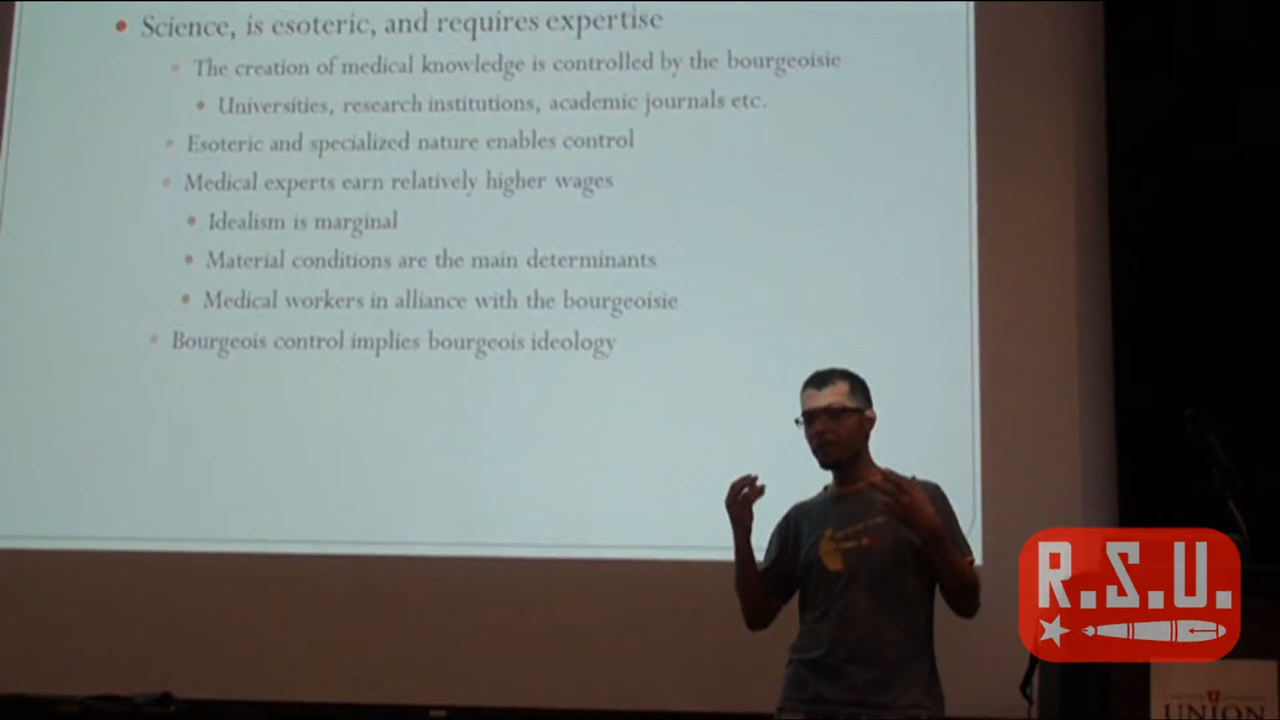 Science, is esoteric, and requires expertise
The creation of medical knowledge is controlled by the bourgeoisie
Universities, research institutions, academic journals etc.
Esoteric and specialized nature enables control
Medical experts earn relatively higher wages
Idealism is marginal
Material conditions are the main determinants
Medical workers in alliance with the bourgeoisie
Bourgeois control implies bourgeois ideology
R.S.U.
UNION